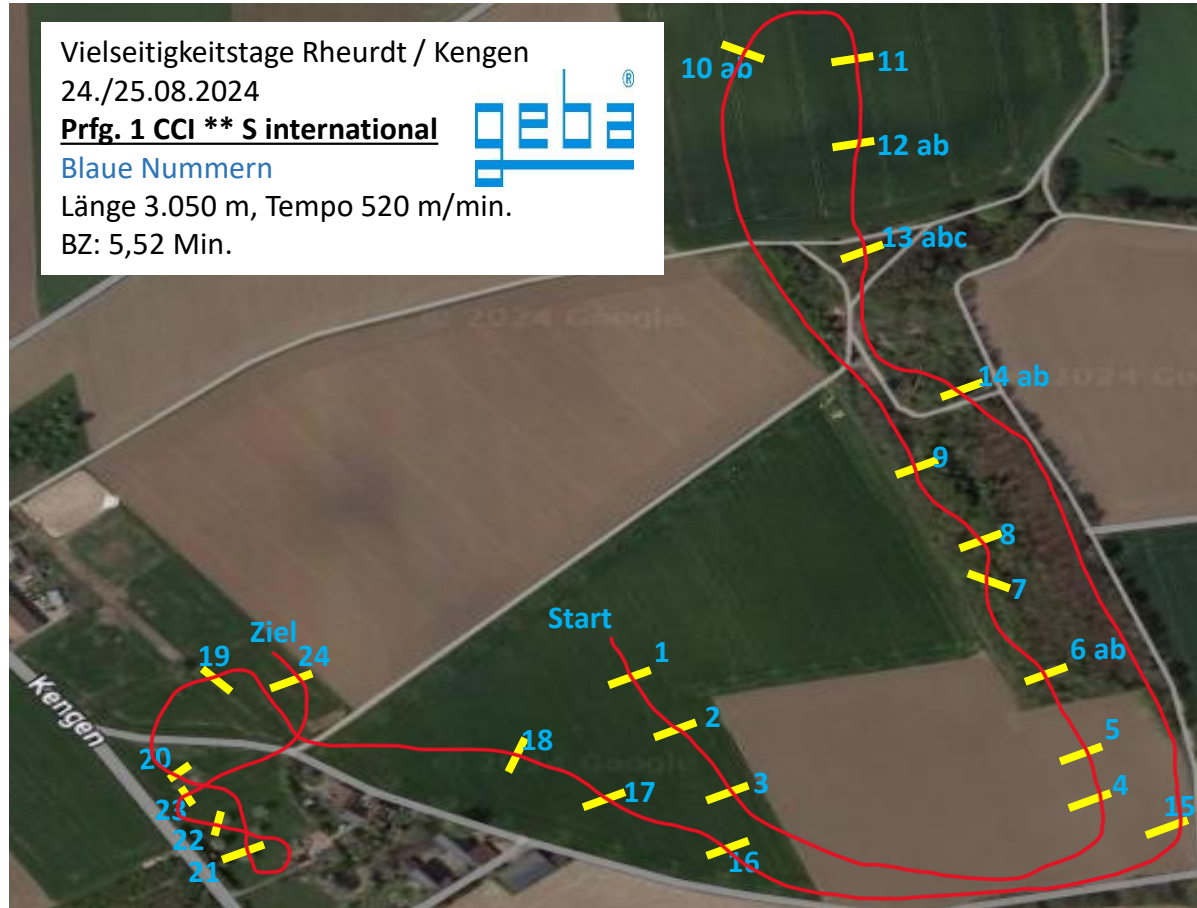 Vielseitigkeitstage Rheurdt / Kengen
24./25.08.2024
Prfg. 1 CCI ** S international
Blaue Nummern
Länge 3.050 m, Tempo 520 m/min.
BZ: 5,52 Min.
geba®
10 ab
11
12 ab
13 abc
14 ab
9
8
7
6 ab
5
4
15
Start
1
2
3
Ziel
19
24
18
17
16
Kengen
20
23
22
21
© 2024 Google